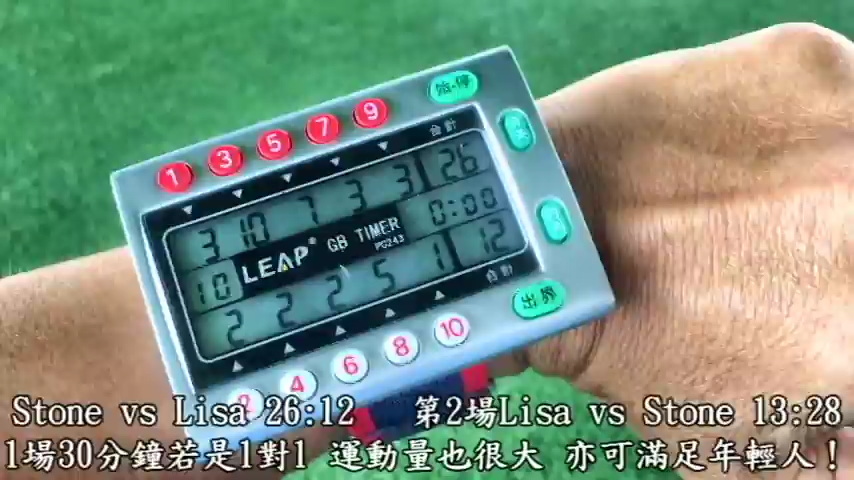 始·停
1 3 5 7 9
合計
3 10 7 3 3 26
LEAP® GB TIMER 0:00
PG243
10
2 2 2 5 1 12
合計
出界
2 4 6 8 10
Stone vs Lisa 26:12 第2場Lisa vs Stone 13:28
1場30分鐘若是1對1 運動量也很大 亦可滿足年輕人！